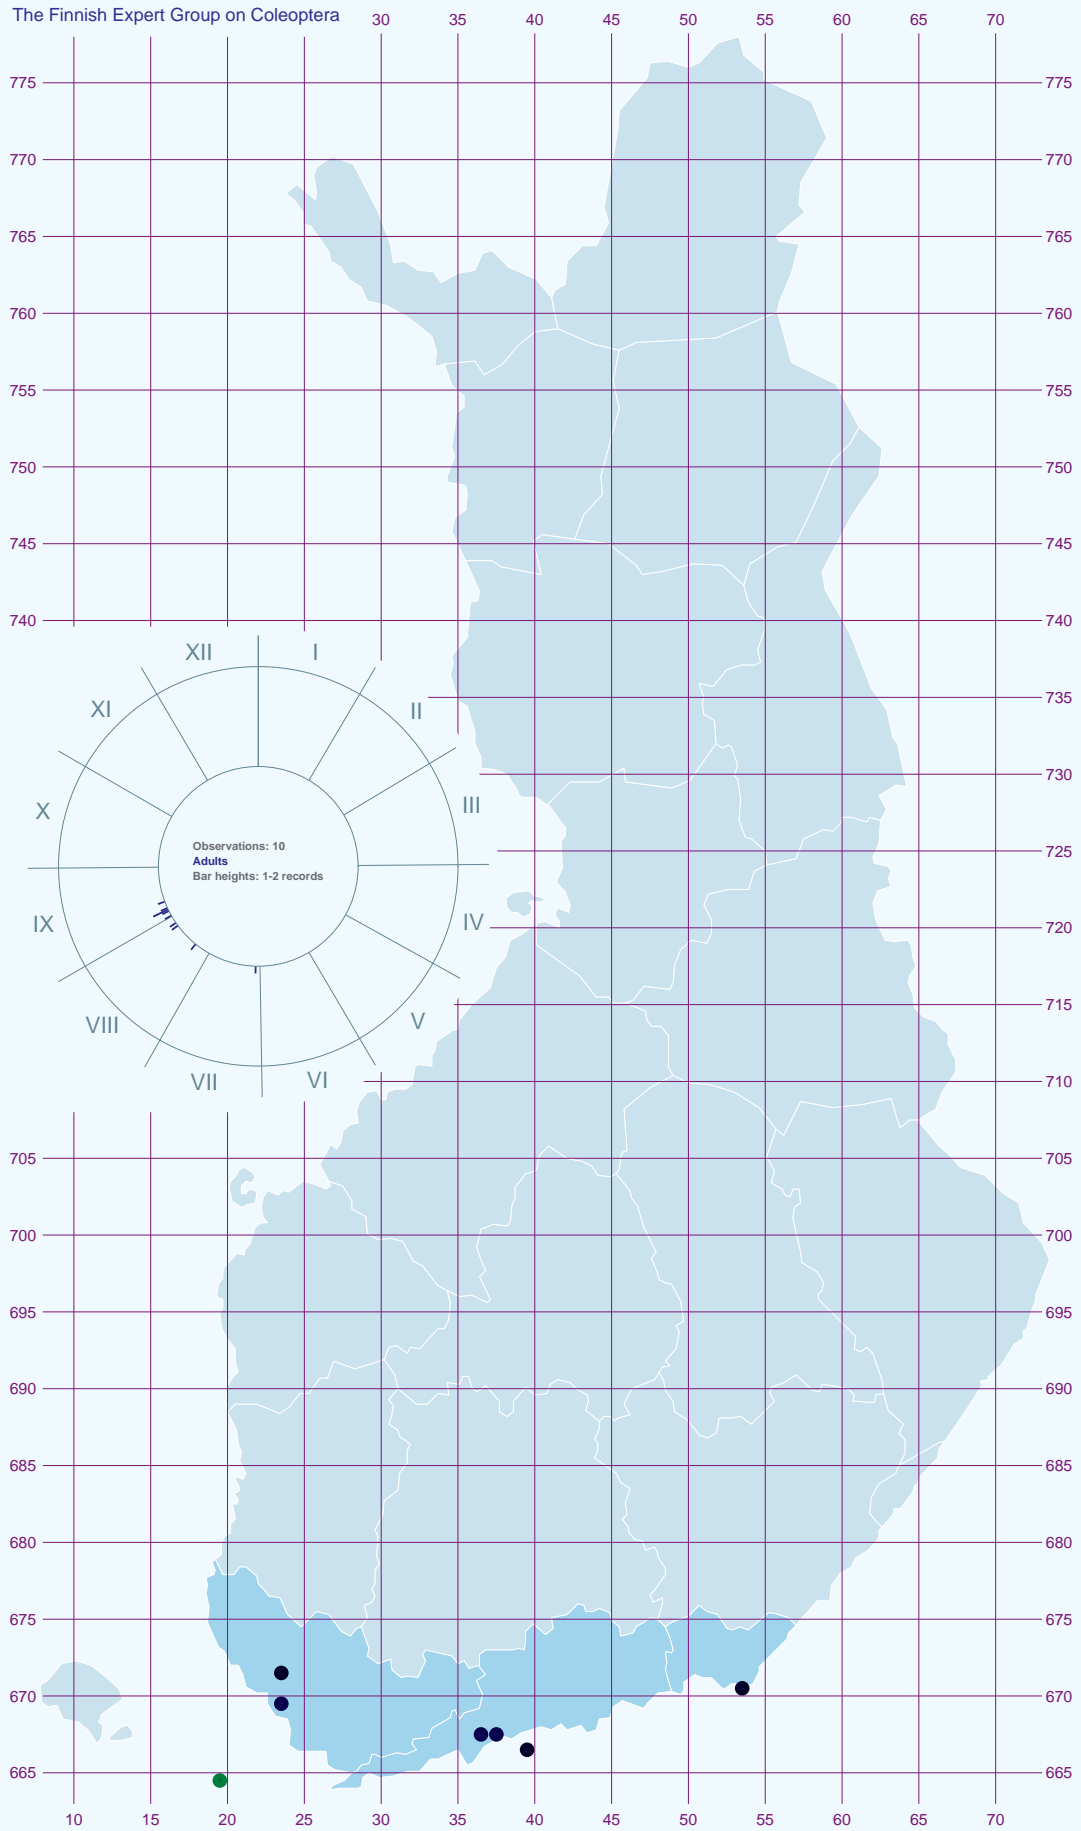 The Finnish Expert Group on Coleoptera
30 35 40 45 50 55 60 65 70
775 775
770 770
765 765
760 760
755 755
750 750
745 745
740 740
XII I
XI II
735
730
X III
725
Observations: 10
Adults
Bar heights: 1-2 records
IX IV
720
715
VIII V
VII VI
710
705 705
700 700
695 695
690 690
685 685
680 680
675 675
670 670
665 665
10 15 20 25 30 35 40 45 50 55 60 65 70